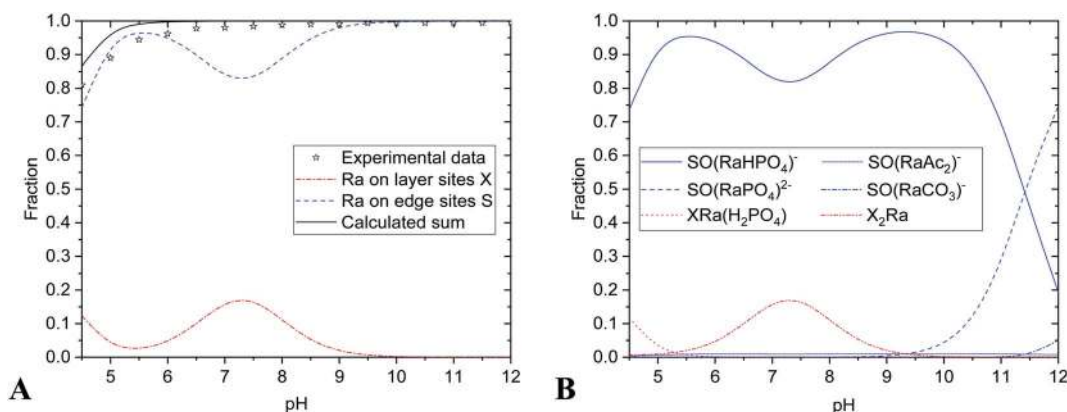 1.0
0.9
0.8
0.7
0.6
0.5
0.4
0.3
0.2
0.1
0.0
Fraction
Experimental data
Ra on layer sites X
Ra on edge sites S
Calculated sum
5 6 7 8 9 10 11 12
pH
A
1.0
0.9
0.8
0.7
0.6
0.5
0.4
0.3
0.2
0.1
0.0
Fraction
SO(RaHPO₄)⁻ SO(RaAc₂)⁻
SO(RaPO₄)²⁻ SO(RaCO₃)⁻
XRa(H₂PO₄) X₂Ra
5 6 7 8 9 10 11 12
pH
B